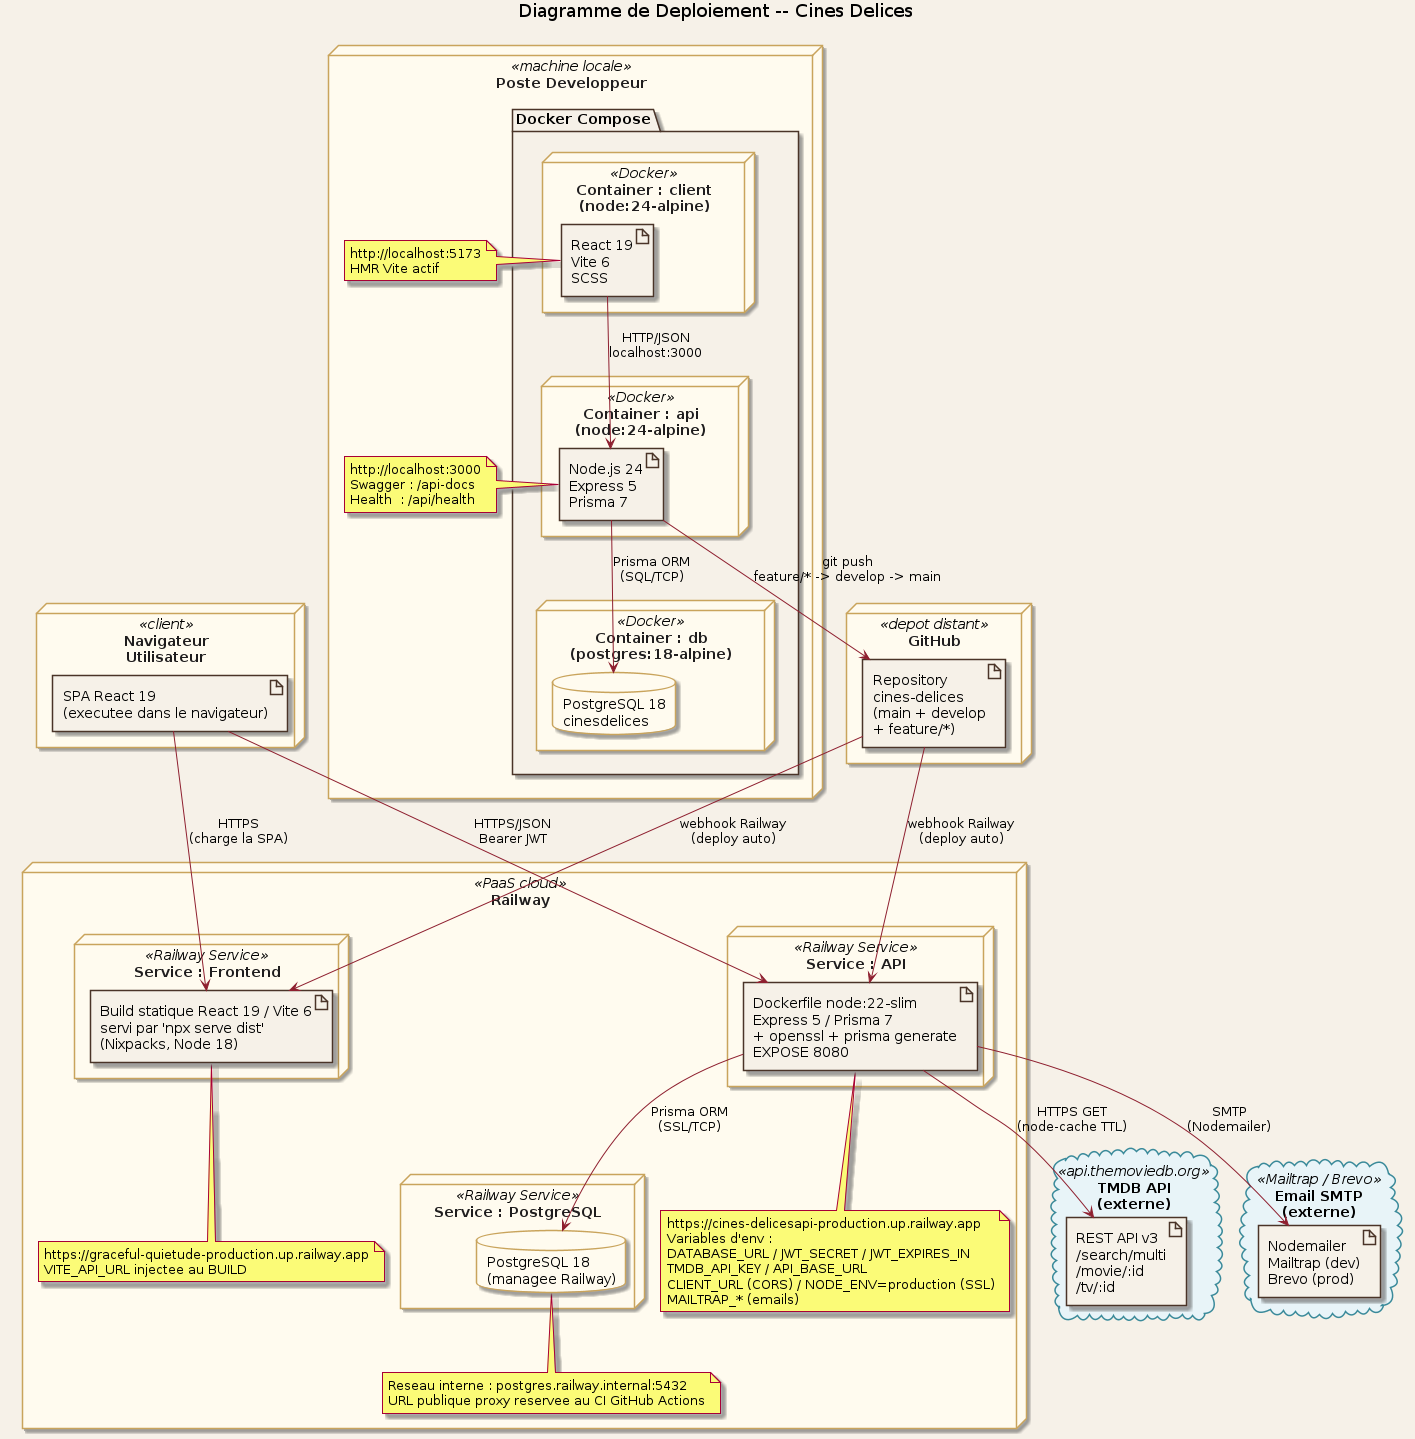 Diagramme de Deploiement -- Cines Delices
«machine locale»
Poste Developpeur
Docker Compose
«Docker»
Container : client
(node:24-alpine)
React 19
Vite 6
SCSS
http://localhost:5173
HMR Vite actif
HTTP/JSON
localhost:3000
«Docker»
Container : api
(node:24-alpine)
Node.js 24
Express 5
Prisma 7
http://localhost:3000
Swagger : /api-docs
Health  : /api/health
Prisma ORM
(SQL/TCP)
git push
feature/* -> develop -> main
«Docker»
Container : db
(postgres:18-alpine)
PostgreSQL 18
cinesdelices
«client»
Navigateur
Utilisateur
SPA React 19
(executee dans le navigateur)
«depot distant»
GitHub
Repository
cines-delices
(main + develop
+ feature/*)
HTTPS
(charge la SPA)
HTTPS/JSON
Bearer JWT
webhook Railway
(deploy auto)
webhook Railway
(deploy auto)
«PaaS cloud»
Railway
«Railway Service»
Service : Frontend
Build statique React 19 / Vite 6
servi par 'npx serve dist'
(Nixpacks, Node 18)
«Railway Service»
Service : API
Dockerfile node:22-slim
Express 5 / Prisma 7
+ openssl + prisma generate
EXPOSE 8080
Prisma ORM
(SSL/TCP)
HTTPS GET
(node-cache TTL)
SMTP
(Nodemailer)
«Railway Service»
Service : PostgreSQL
PostgreSQL 18
(managee Railway)
https://graceful-quietude-production.up.railway.app
VITE_API_URL injectee au BUILD
https://cines-delicesapi-production.up.railway.app
Variables d'env :
DATABASE_URL / JWT_SECRET / JWT_EXPIRES_IN
TMDB_API_KEY / API_BASE_URL
CLIENT_URL (CORS) / NODE_ENV=production (SSL)
MAILTRAP_* (emails)
«api.themoviedb.org»
TMDB API
(externe)
REST API v3
/search/multi
/movie/:id
/tv/:id
«Mailtrap / Brevo»
Email SMTP
(externe)
Nodemailer
Mailtrap (dev)
Brevo (prod)
Reseau interne : postgres.railway.internal:5432
URL publique proxy reservee au CI GitHub Actions